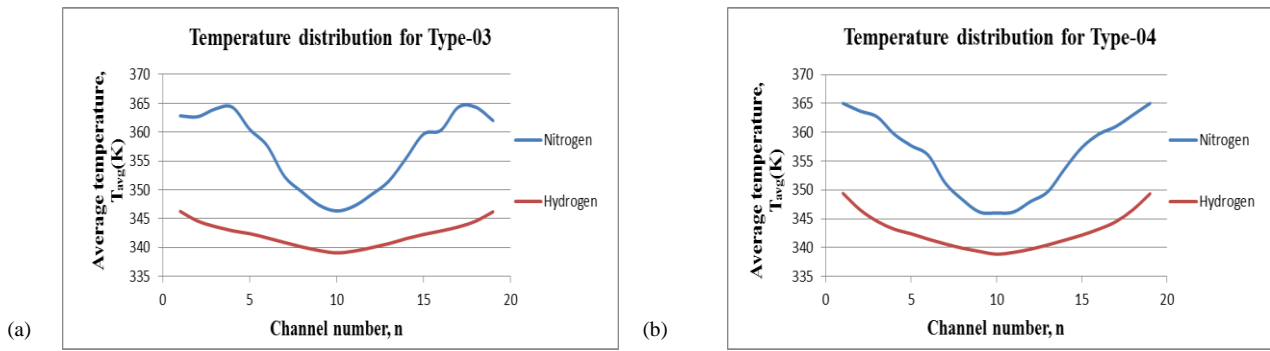 Temperature distribution for Type-03
Average temperature,
Tavg(K)
370
365
360
355
350
345
340
335
0
5
10
15
20
Channel number, n
Nitrogen
Hydrogen
(a)
Temperature distribution for Type-04
Average temperature,
Tavg(K)
370
365
360
355
350
345
340
335
0
5
10
15
20
Channel number, n
Nitrogen
Hydrogen
(b)